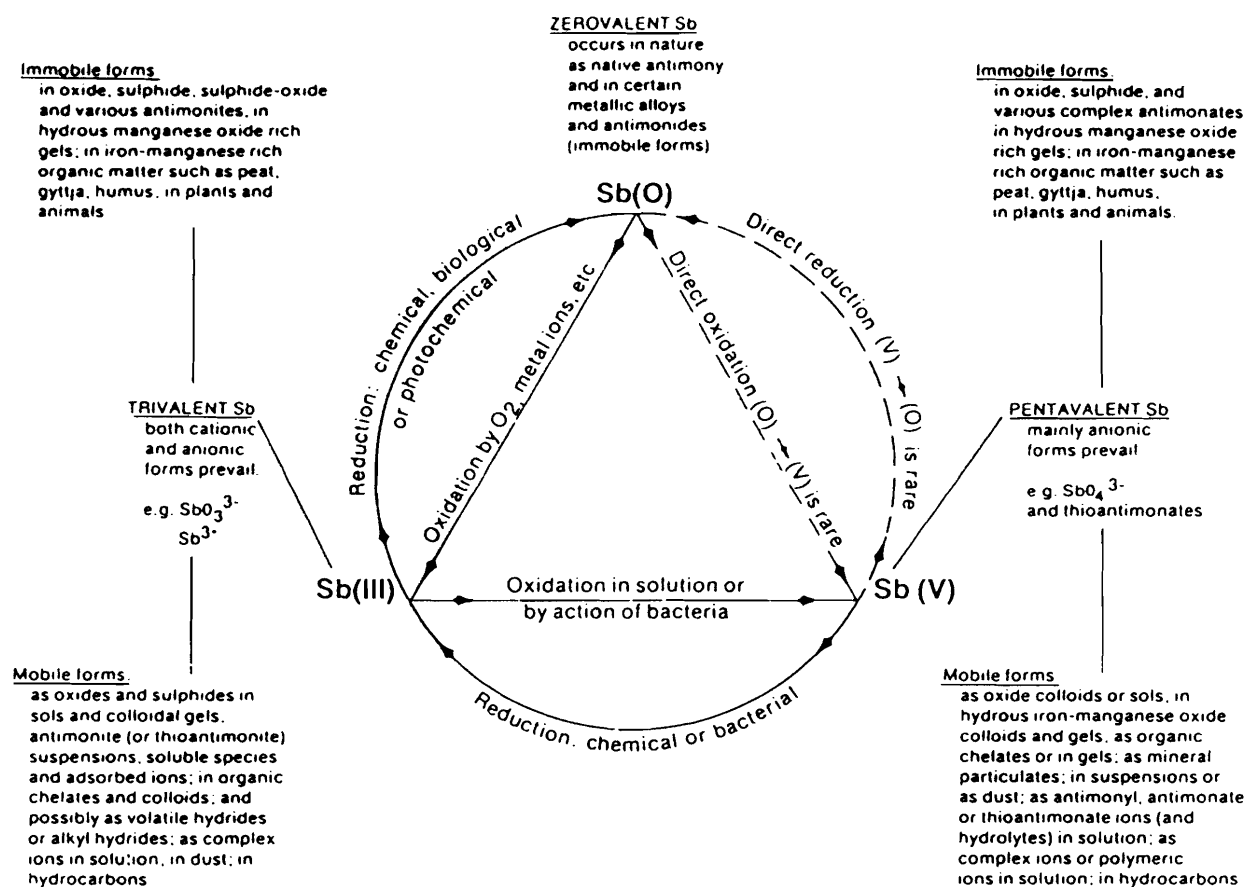 ZEROVALENT Sb
occurs in nature
as native antimony
and in certain
metallic alloys
and antimonides
(immobile forms)
Immobile forms
in oxide, sulphide, sulphide-oxide
and various antimonites, in
hydrous manganese oxide rich
gels; in iron-manganese rich
organic matter such as peat,
gyttja, humus, in plants and
animals
Immobile forms.
in oxide, sulphide, and
various complex antimonates
in hydrous manganese oxide
rich gels; in iron-manganese
rich organic matter such as
peat, gyttja, humus,
in plants and animals.
Sb(O)
Reduction: chemical, biological
or photochemical
Oxidation by O2, metal ions, etc
Direct oxidation (O) → (V) is rare
Direct reduction (V) → (O) is rare
TRIVALENT Sb
both cationic
and anionic
forms prevail.
e.g. SbO3 3-
Sb3-
PENTAVALENT Sb
mainly anionic
forms prevail
e.g. SbO4 3-
and thioantimonates
Sb(III)
Oxidation in solution or
by action of bacteria
Sb (V)
Reduction. chemical or bacterial
Mobile forms.
as oxides and sulphides in
sols and colloidal gels,
antimonite (or thioantimonite)
suspensions, soluble species
and adsorbed ions; in organic
chelates and colloids; and
possibly as volatile hydrides
or alkyl hydrides; as complex
ions in solution, in dust; in
hydrocarbons
Mobile forms
as oxide colloids or sols, in
hydrous iron-manganese oxide
colloids and gels, as organic
chelates or in gels; as mineral
particulates; in suspensions or
as dust; as antimonyl, antimonate
or thioantimonate ions (and
hydrolytes) in solution; as
complex ions or polymeric
ions in solution; in hydrocarbons